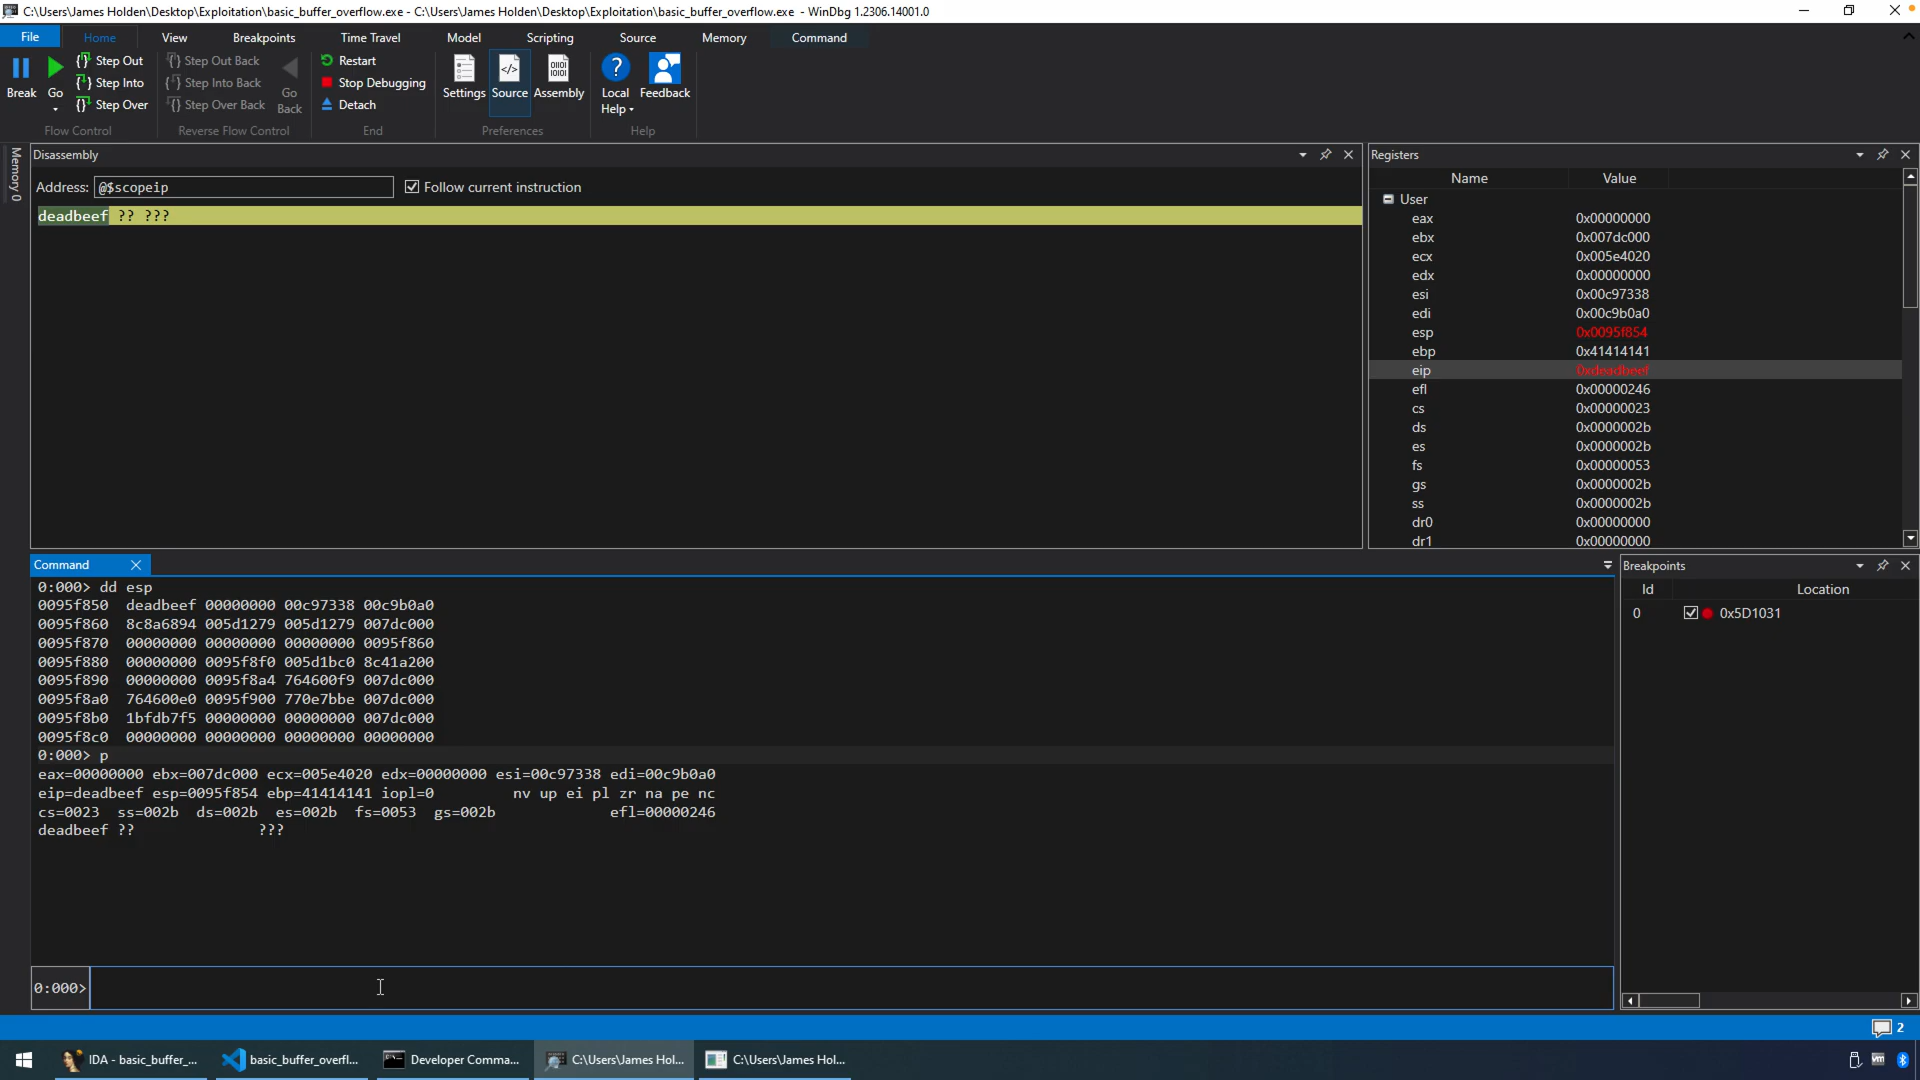 C:\Users\James Holden\Desktop\Exploitation\basic_buffer_overflow.exe - C:\Users\James Holden\Desktop\Exploitation\basic_buffer_overflow.exe - WinDbg 1.2306.14001.0
File Home View Breakpoints Time Travel Model Scripting Source Memory Command
Break
Go
Step Out
Step Into
Step Over
Flow Control
Step Out Back
Step Into Back
Step Over Back
Go Back
Reverse Flow Control
Restart
Stop Debugging
Detach
End
Settings Source Assembly
Preferences
Local Help
Feedback
Help
Memory 0
Disassembly
Address: @$scopeip Follow current instruction
deadbeef ?? ???
Registers
Name Value
User
eax 0x00000000
ebx 0x007dc000
ecx 0x005e4020
edx 0x00000000
esi 0x00c97338
edi 0x00c9b0a0
esp 0x0095f854
ebp 0x41414141
eip 0xdeadbeef
efl 0x00000246
cs 0x00000023
ds 0x0000002b
es 0x0000002b
fs 0x00000053
gs 0x0000002b
ss 0x0000002b
dr0 0x00000000
dr1 0x00000000
Command
0:000> dd esp
0095f850 deadbeef 00000000 00c97338 00c9b0a0
0095f860 8c8a6894 005d1279 005d1279 007dc000
0095f870 00000000 00000000 00000000 0095f860
0095f880 00000000 0095f8f0 005d1bc0 8c41a200
0095f890 00000000 0095f8a4 764600f9 007dc000
0095f8a0 764600e0 0095f900 770e7bbe 007dc000
0095f8b0 1bfdb7f5 00000000 00000000 007dc000
0095f8c0 00000000 00000000 00000000 00000000
0:000> p
eax=00000000 ebx=007dc000 ecx=005e4020 edx=00000000 esi=00c97338 edi=00c9b0a0
eip=deadbeef esp=0095f854 ebp=41414141 iopl=0 nv up ei pl zr na pe nc
cs=0023 ss=002b ds=002b es=002b fs=0053 gs=002b efl=00000246
deadbeef ?? ???
0:000>
Breakpoints
Id Location
0 0x5D1031
2
IDA - basic_buffer_...
basic_buffer_overfl...
Developer Comma...
C:\Users\James Hol...
C:\Users\James Hol...
vm